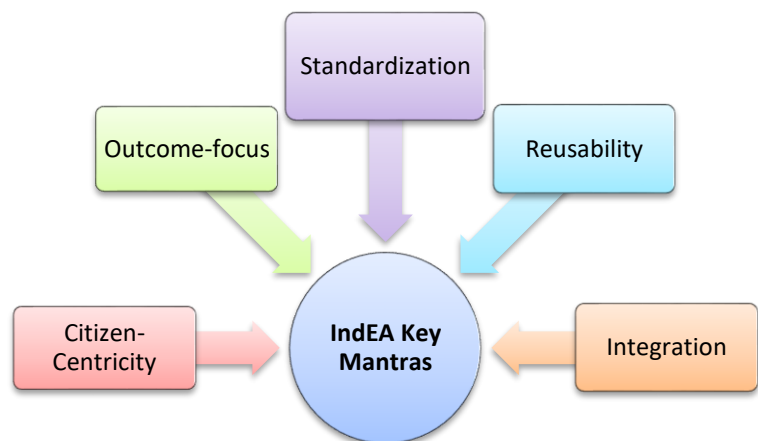 Standardization
Outcome-focus
Reusability
Citizen-
Centricity
IndEA Key
Mantras
Integration